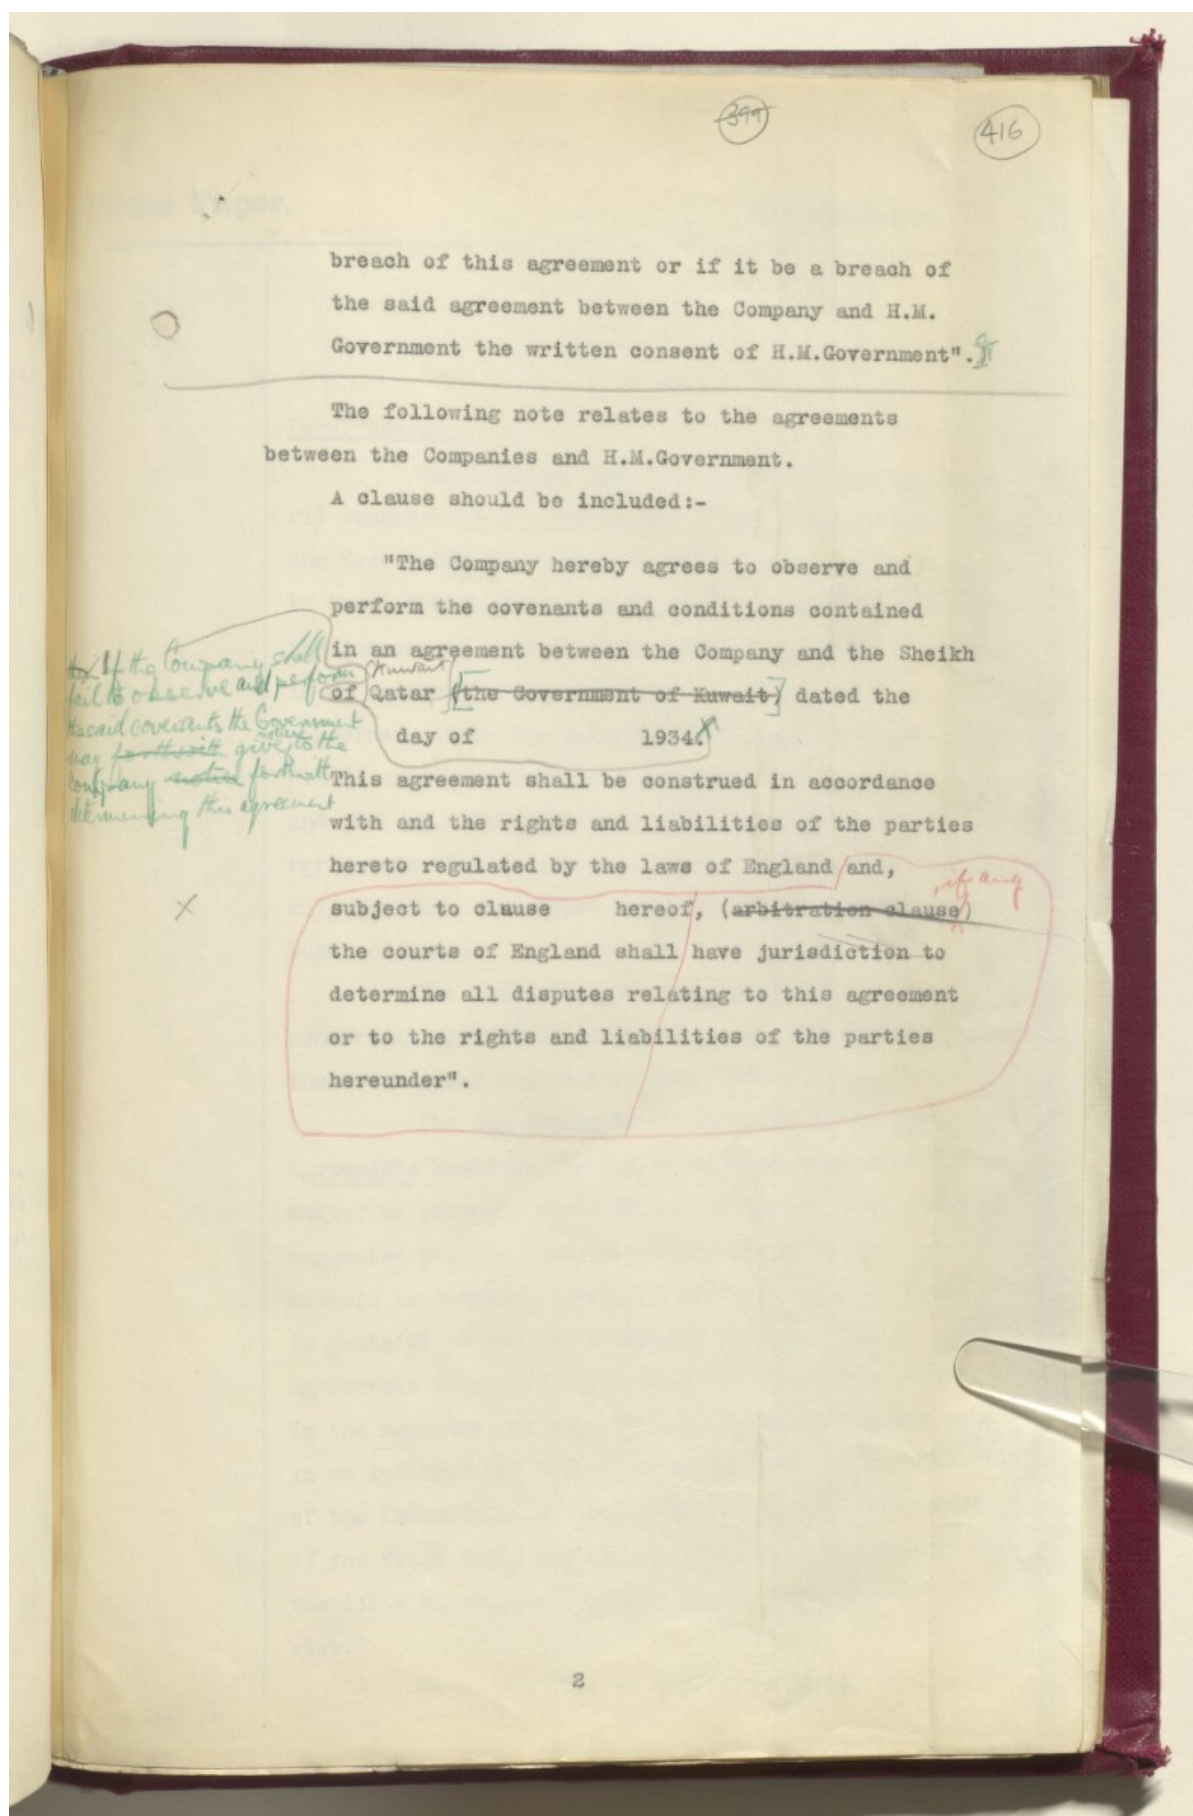 399
416
breach of this agreement or if it be a breach of
the said agreement between the Company and H.M.
Government the written consent of H.M.Government".
The following note relates to the agreements
between the Companies and H.M.Government.
A clause should be included:-
"The Company hereby agrees to observe and
perform the covenants and conditions contained
in an agreement between the Company and the Sheikh
Kuwait
of Qatar (the Government of Kuwait) dated the
day of 1934.
If the Company shall
fail to observe and perform
the said covenants the Government
may forthwith give notice to the
Company notice forthwith
determining this agreement
This agreement shall be construed in accordance
with and the rights and liabilities of the parties
hereto regulated by the laws of England and,
, if any
subject to clause hereof, (arbitration clause)
the courts of England shall have jurisdiction to
determine all disputes relating to this agreement
or to the rights and liabilities of the parties
hereunder".
X
2